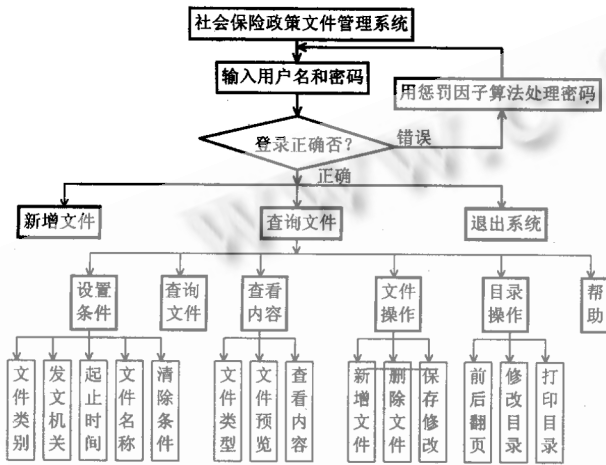 社会保险政策文件管理系统
输入用户名和密码
用惩罚因子算法处理密码
登录正确否?
错误
正确
新增文件
查询文件
退出系统
设置条件
查询文件
查看内容
文件操作
目录操作
帮助
文件类别
发文机关
起止时间
文件名称
清除条件
文件类型
文件预览
查看内容
新增文件
删除文件
保存修改
前后翻页
修改目录
打印目录